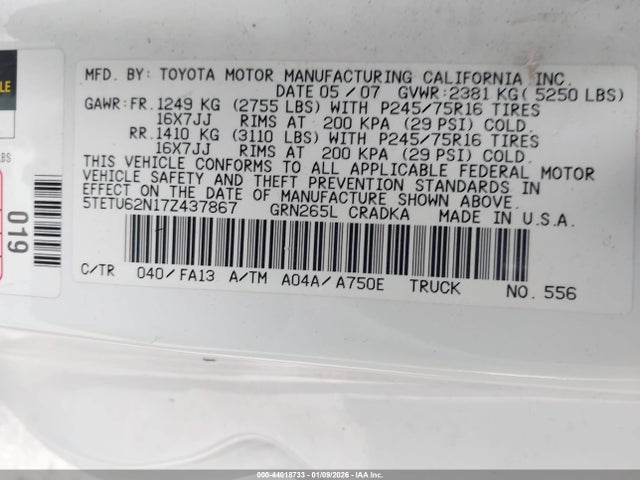 MFD. BY: TOYOTA MOTOR MANUFACTURING CALIFORNIA INC.
DATE 05 / 07 GVWR:2381 KG( 5250 LBS)
GAWR:FR.1249 KG (2755 LBS) WITH P245/75R16 TIRES
16X7JJ RIMS AT 200 KPA (29 PSI) COLD.
RR.1410 KG (3110 LBS) WITH P245/75R16 TIRES
16X7JJ RIMS AT 200 KPA (29 PSI) COLD.
THIS VEHICLE CONFORMS TO ALL APPLICABLE FEDERAL MOTOR
VEHICLE SAFETY AND THEFT PREVENTION STANDARDS IN
EFFECT ON THE DATE OF MANUFACTURE SHOWN ABOVE.
5TETU62N17Z437867 GRN265L CRADKA MADE IN U.S.A.
C/TR 040/FA13 A/TM A04A/A750E TRUCK NO. 556
LBS
019
000-44018733 - 01/09/2026 - IAA Inc.